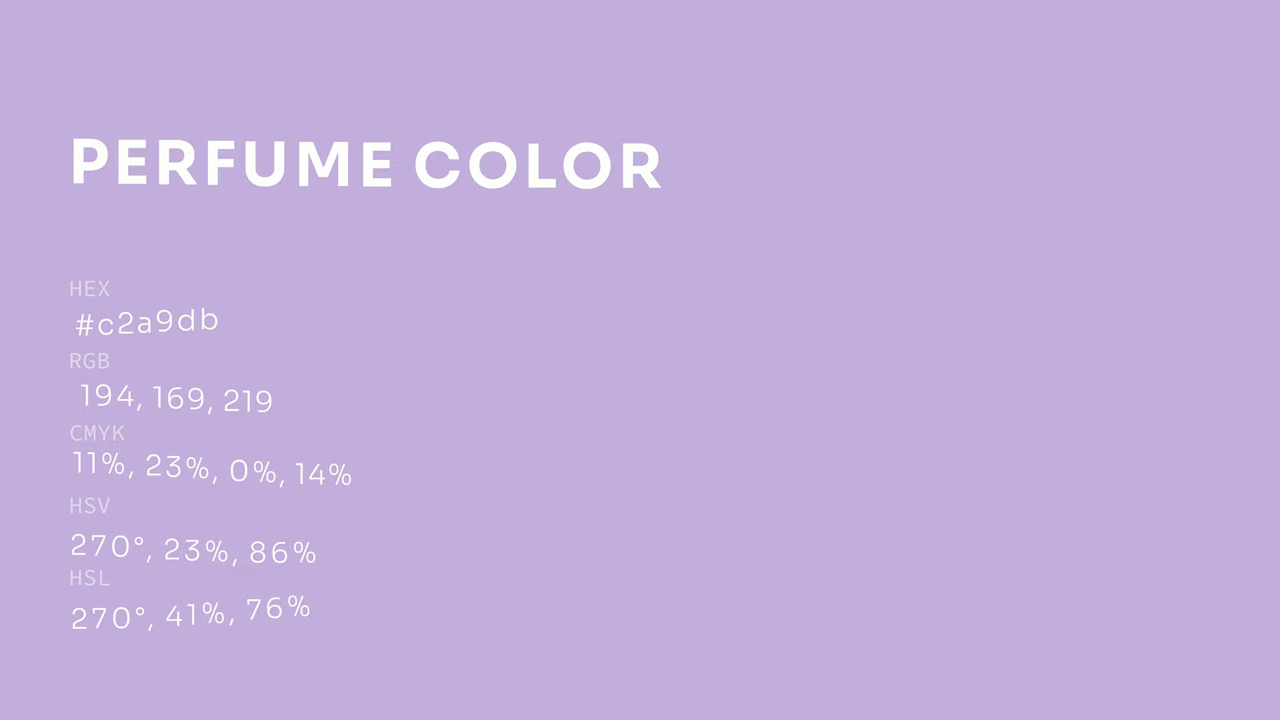 PERFUME COLOR
HEX
#c2a9db
RGB
194, 169, 219
CMYK
11%, 23%, 0%, 14%
HSV
270°, 23%, 86%
HSL
270°, 41%, 76%